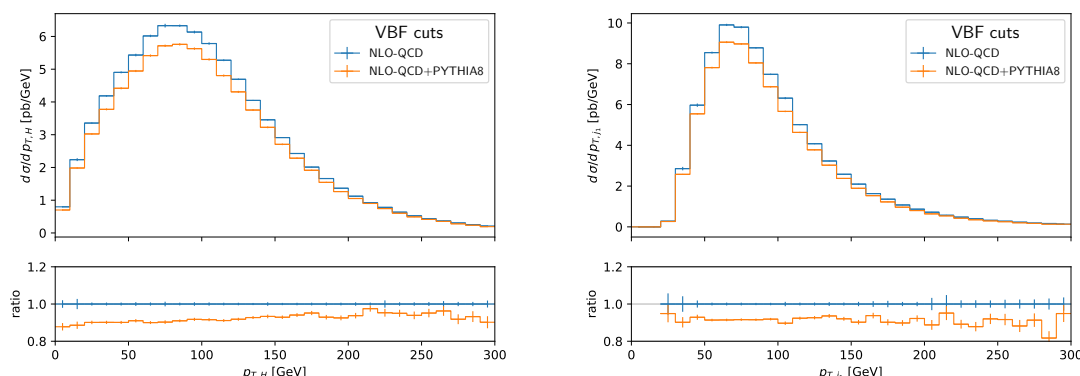 VBF cuts
NLO-QCD
NLO-QCD+PYTHIA8
dσ/dp_{T,H} [pb/GeV]
6
5
4
3
2
1
0
ratio
1.2
1.0
0.8
0 50 100 150 200 250 300
p_{T,H} [GeV]
VBF cuts
NLO-QCD
NLO-QCD+PYTHIA8
dσ/dp_{T,j_1} [pb/GeV]
10
8
6
4
2
0
ratio
1.2
1.0
0.8
0 50 100 150 200 250 300
p_{T,j_1} [GeV]